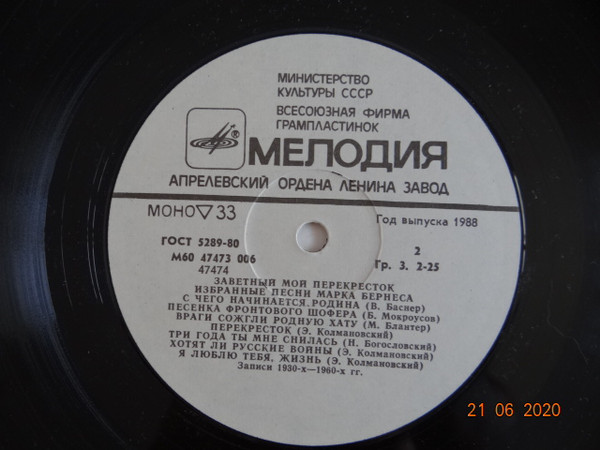 МИНИСТЕРСТВО
КУЛЬТУРЫ СССР
ВСЕСОЮЗНАЯ ФИРМА
ГРАМПЛАСТИНОК
®
МЕЛОДИЯ
АПРЕЛЕВСКИЙ ОРДЕНА ЛЕНИНА ЗАВОД
МОНО ▽ 33
Год выпуска 1988
ГОСТ 5289-80
2
М60 47473 006
Гр. 3. 2-25
47474
ЗАВЕТНЫЙ МОЙ ПЕРЕКРЕСТОК
ИЗБРАННЫЕ ПЕСНИ МАРКА БЕРНЕСА
С ЧЕГО НАЧИНАЕТСЯ РОДИНА (В. Баснер)
ПЕСЕНКА ФРОНТОВОГО ШОФЕРА (Б. Мокроусов)
ВРАГИ СОЖГЛИ РОДНУЮ ХАТУ (М. Блантер)
ПЕРЕКРЕСТОК (Э. Колмановский)
ТРИ ГОДА ТЫ МНЕ СНИЛАСЬ (Н. Богословский)
ХОТЯТ ЛИ РУССКИЕ ВОЙНЫ (Э. Колмановский)
Я ЛЮБЛЮ ТЕБЯ, ЖИЗНЬ (Э. Колмановский)
Записи 1930-х—1960-х гг.
21 06 2020